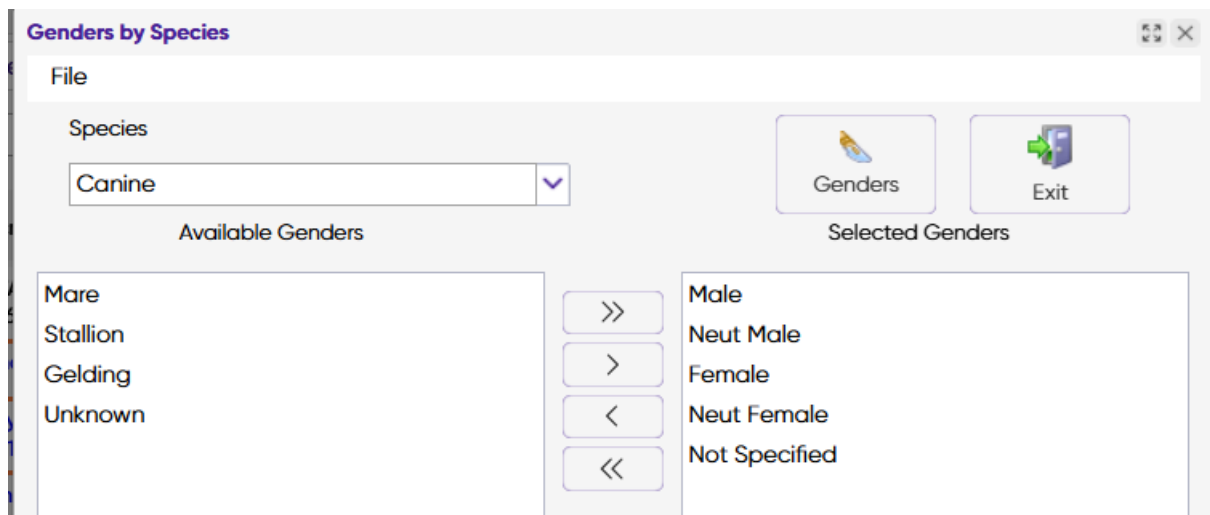 Genders by Species
File
Species
Canine
Genders
Exit
Available Genders
Selected Genders
Mare
Stallion
Gelding
Unknown
>>
>
<
<<
Male
Neut Male
Female
Neut Female
Not Specified